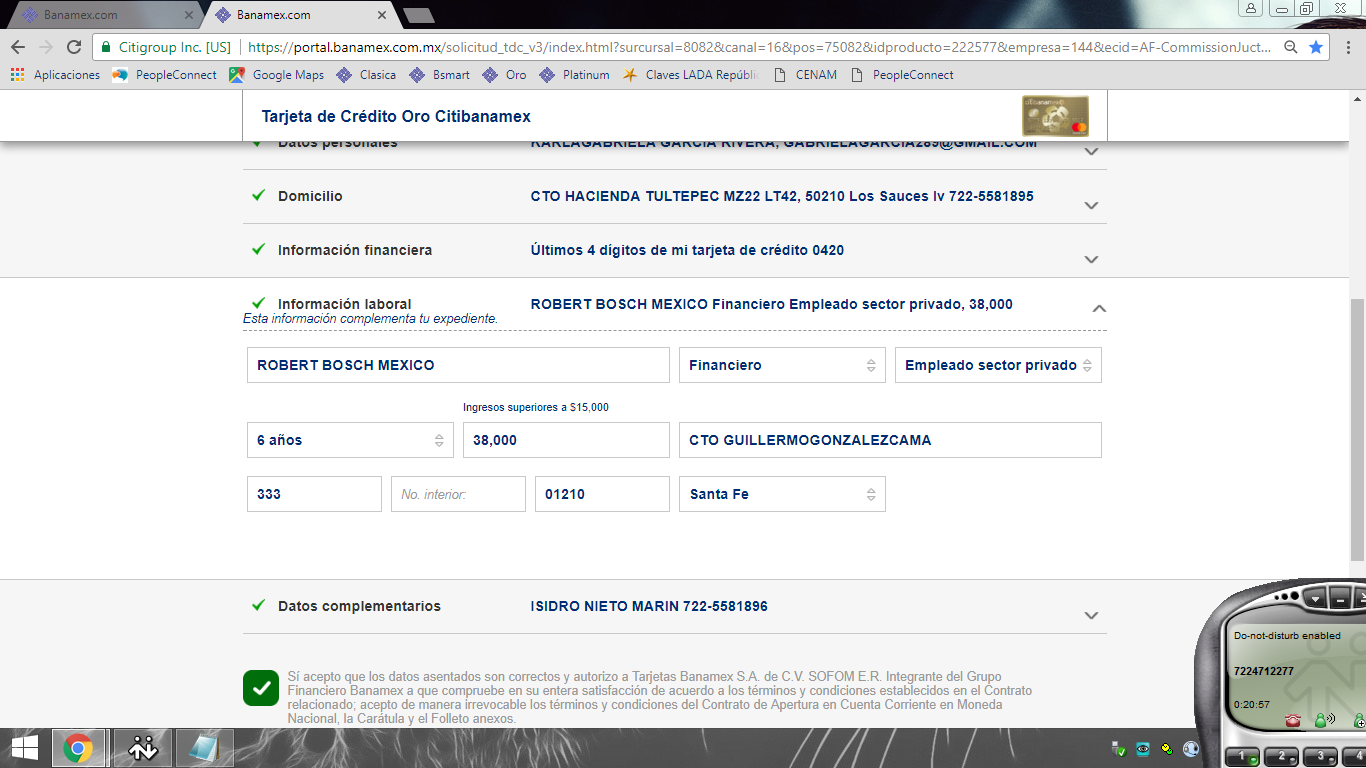 Banamex.com
Banamex.com
Citigroup Inc. [US] https://portal.banamex.com.mx/solicitud_tdc_v3/index.html?surcursal=8082&canal=16&pos=75082&idproducto=222577&empresa=144&ecid=AF-CommissionJuct...
Aplicaciones PeopleConnect Google Maps Clasica Bsmart Oro Platinum Claves LADA Repúblic CENAM PeopleConnect
Tarjeta de Crédito Oro Citibanamex
Datos personales KARLAGABRIELA GARCIA RIVERA, GABRIELAGARCIA289@GMAIL.COM
Domicilio CTO HACIENDA TULTEPEC MZ22 LT42, 50210 Los Sauces Iv 722-5581895
Información financiera Últimos 4 dígitos de mi tarjeta de crédito 0420
Información laboral ROBERT BOSCH MEXICO Financiero Empleado sector privado, 38,000
Esta información complementa tu expediente.
ROBERT BOSCH MEXICO Financiero Empleado sector privado
Ingresos superiores a $15,000
6 años 38,000 CTO GUILLERMOGONZALEZCAMA
333 No. interior: 01210 Santa Fe
Datos complementarios ISIDRO NIETO MARIN 722-5581896
Sí acepto que los datos asentados son correctos y autorizo a Tarjetas Banamex S.A. de C.V. SOFOM E.R. Integrante del Grupo
Financiero Banamex a que compruebe en su entera satisfacción de acuerdo a los términos y condiciones establecidos en el Contrato
relacionado; acepto de manera irrevocable los términos y condiciones del Contrato de Apertura en Cuenta Corriente en Moneda
Nacional, la Carátula y el Folleto anexos.
Do-not-disturb enabled
7224712277
0:20:57
1 2 3 4